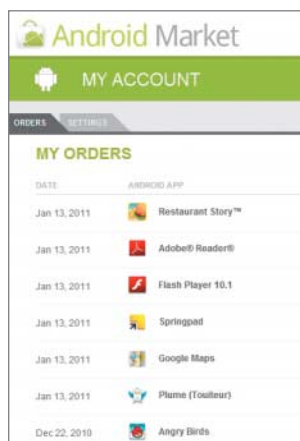 Android Market
MY ACCOUNT
ORDERS SETTINGS
MY ORDERS
DATE ANDROID APP
Jan 13, 2011 Restaurant Story™
Jan 13, 2011 Adobe® Reader®
Jan 13, 2011 Flash Player 10.1
Jan 13, 2011 Springpad
Jan 13, 2011 Google Maps
Jan 13, 2011 Plume (Touiteur)
Dec 22, 2010 Angry Birds